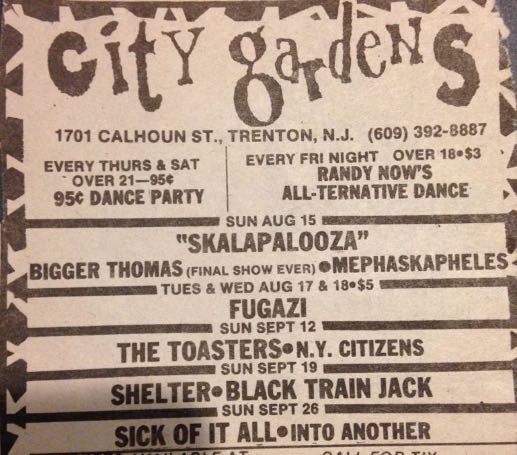 City Gardens
1701 CALHOUN ST., TRENTON, N.J. (609) 392-8887
EVERY THURS & SAT
OVER 21—95¢
95¢ DANCE PARTY
EVERY FRI NIGHT OVER 18•$3
RANDY NOW'S
ALL-TERNATIVE DANCE
SUN AUG 15
"SKALAPALOOZA"
BIGGER THOMAS (FINAL SHOW EVER) •MEPHASKAPHELES
TUES & WED AUG 17 & 18•$5
FUGAZI
SUN SEPT 12
THE TOASTERS•N.Y. CITIZENS
SUN SEPT 19
SHELTER•BLACK TRAIN JACK
SUN SEPT 26
SICK OF IT ALL•INTO ANOTHER